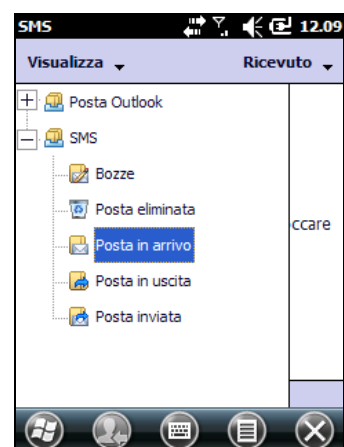 SMS 12.09
Visualizza Ricevuto
Posta Outlook
SMS
Bozze
Posta eliminata
ccare
Posta in arrivo
Posta in uscita
Posta inviata